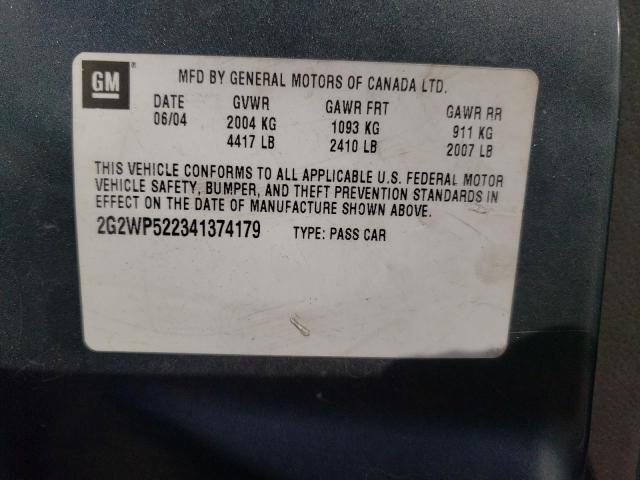 GM ®
MFD BY GENERAL MOTORS OF CANADA LTD.
DATE GVWR GAWR FRT GAWR RR
06/04 2004 KG 1093 KG 911 KG
4417 LB 2410 LB 2007 LB
THIS VEHICLE CONFORMS TO ALL APPLICABLE U.S. FEDERAL MOTOR
VEHICLE SAFETY, BUMPER, AND THEFT PREVENTION STANDARDS IN
EFFECT ON THE DATE OF MANUFACTURE SHOWN ABOVE.
2G2WP522341374179 TYPE: PASS CAR